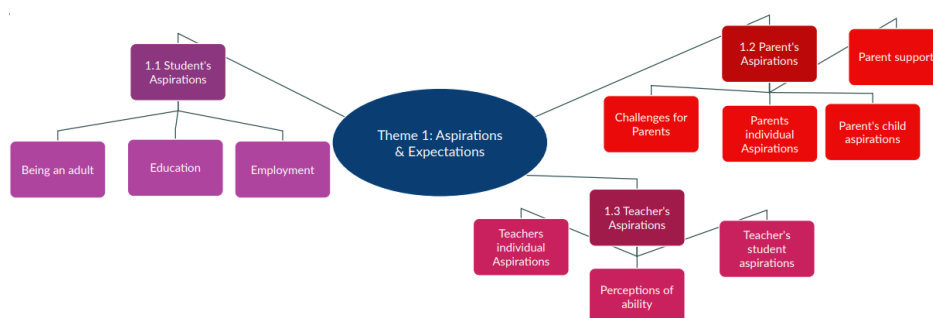 1.1 Student's
Aspirations
Being an adult
Education
Employment
Theme 1: Aspirations
& Expectations
1.2 Parent's
Aspirations
Parent support
Challenges for
Parents
Parents
individual
Aspirations
Parent's child
aspirations
1.3 Teacher's
Aspirations
Teachers
individual
Aspirations
Perceptions of
ability
Teacher's
student
aspirations